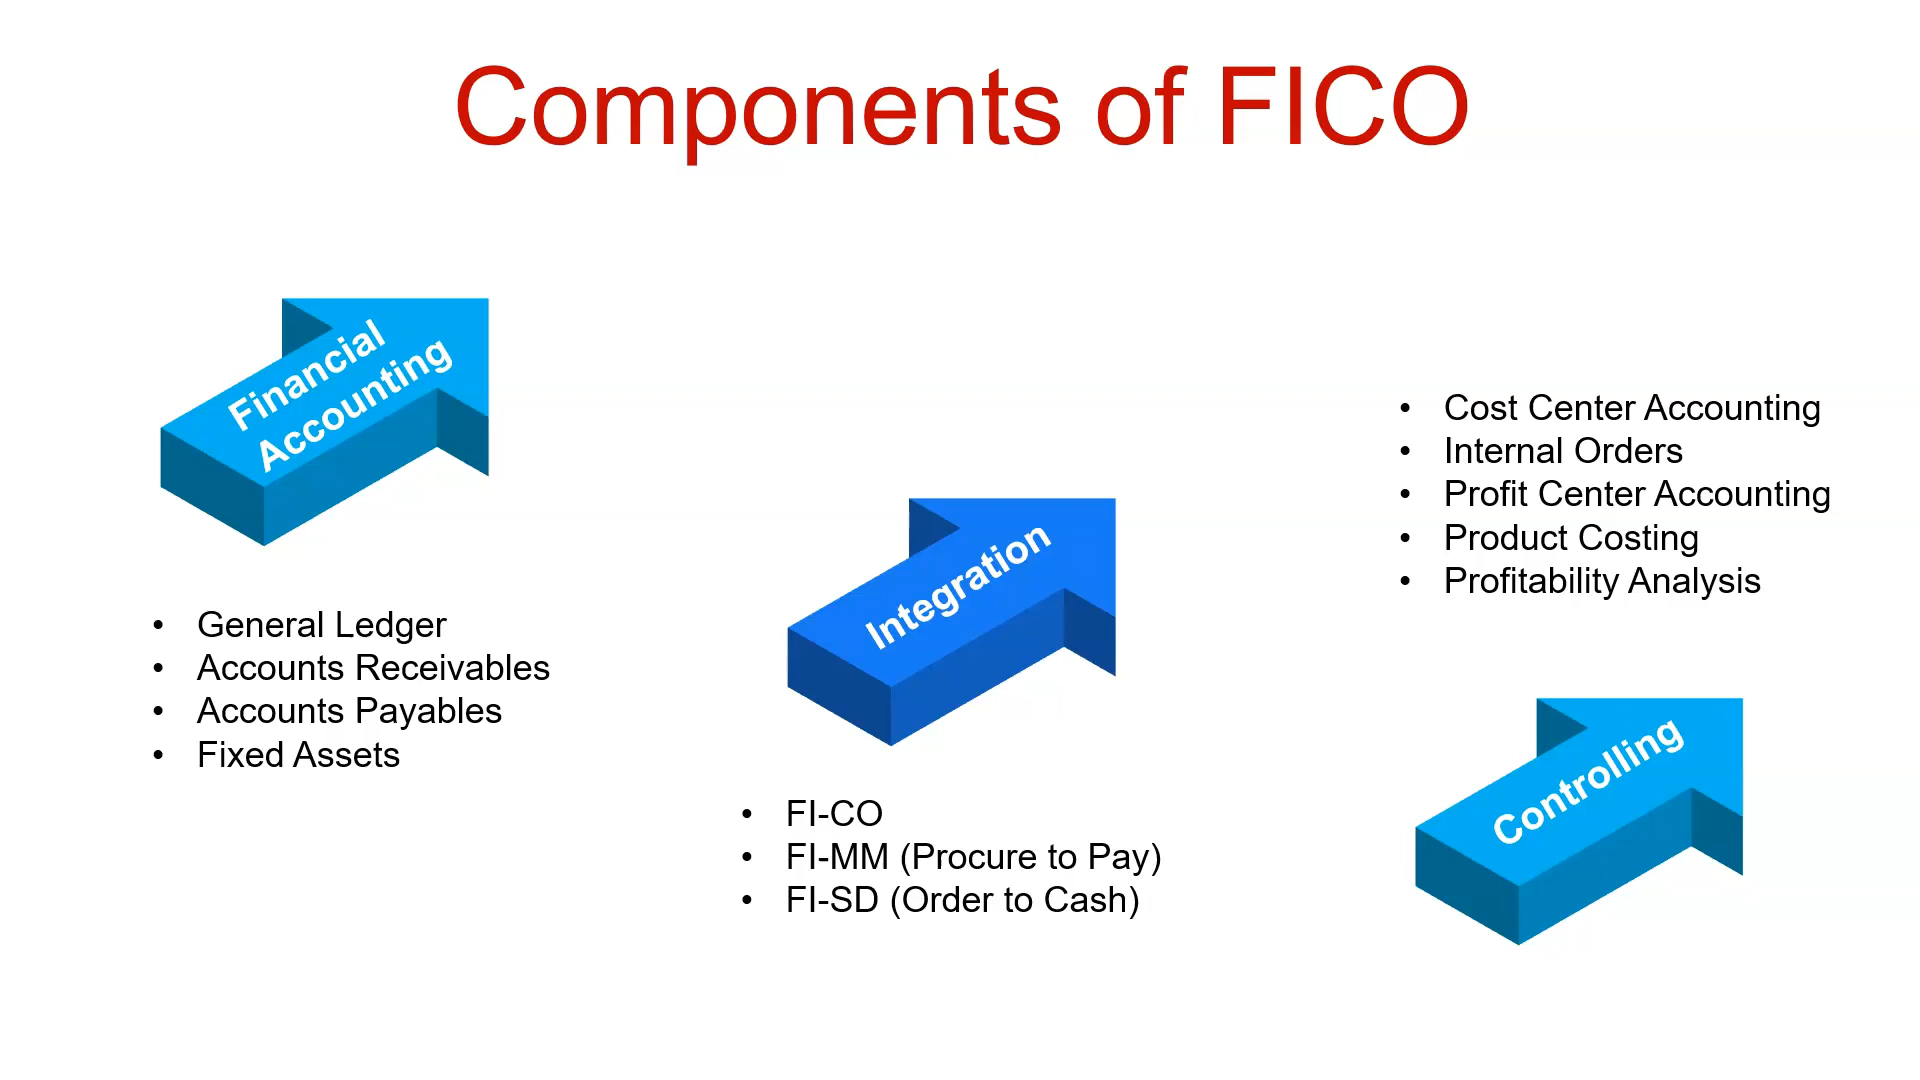 Components of FICO
Financial
Accounting
• General Ledger
• Accounts Receivables
• Accounts Payables
• Fixed Assets
Integration
• FI-CO
• FI-MM (Procure to Pay)
• FI-SD (Order to Cash)
• Cost Center Accounting
• Internal Orders
• Profit Center Accounting
• Product Costing
• Profitability Analysis
Controlling